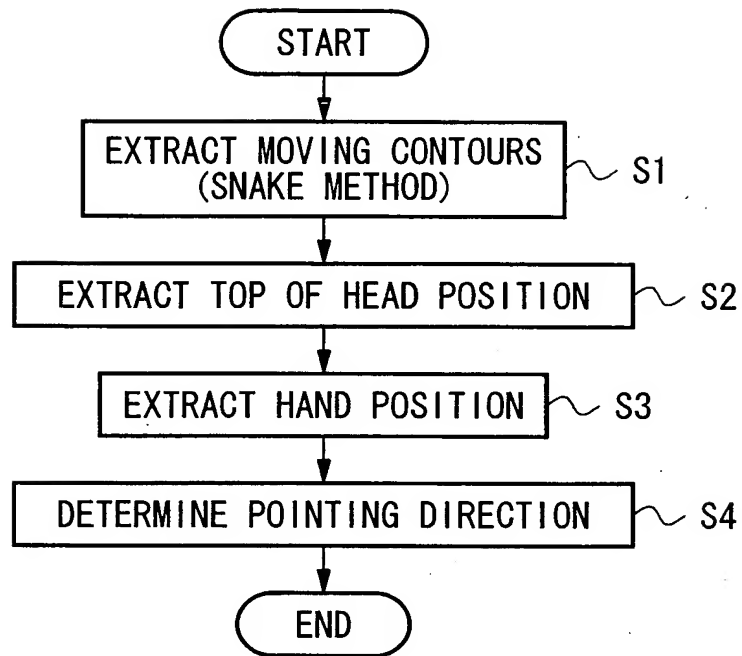 START
EXTRACT MOVING CONTOURS
(SNAKE METHOD)
S1
EXTRACT TOP OF HEAD POSITION
S2
EXTRACT HAND POSITION
S3
DETERMINE POINTING DIRECTION
S4
END